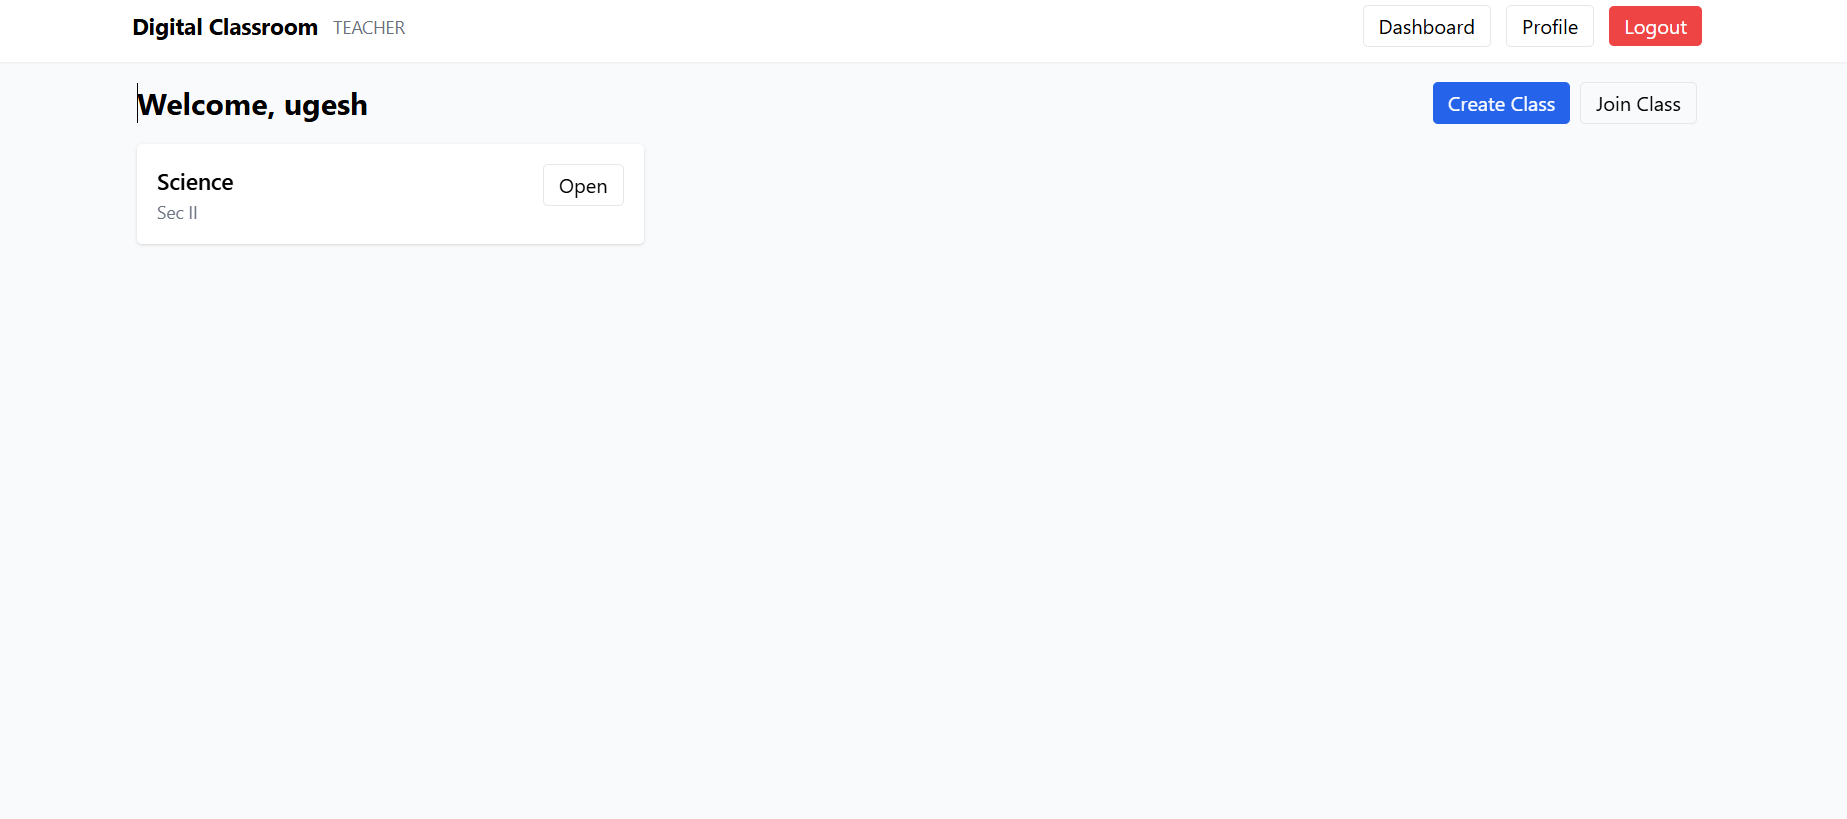 Digital Classroom TEACHER Dashboard Profile Logout
Welcome, ugesh Create Class Join Class
Science Open
Sec II